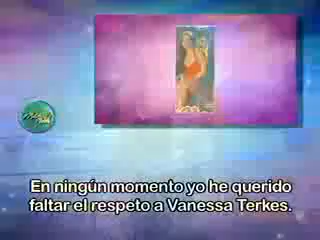 En ningún momento yo he querido
faltar el respeto a Vanessa Terkes.